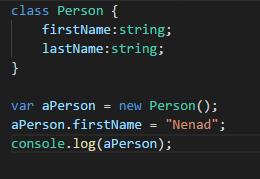 class Person {
    firstName:string;
    lastName:string;
}

var aPerson = new Person();
aPerson.firstName = "Nenad";
console.log(aPerson);